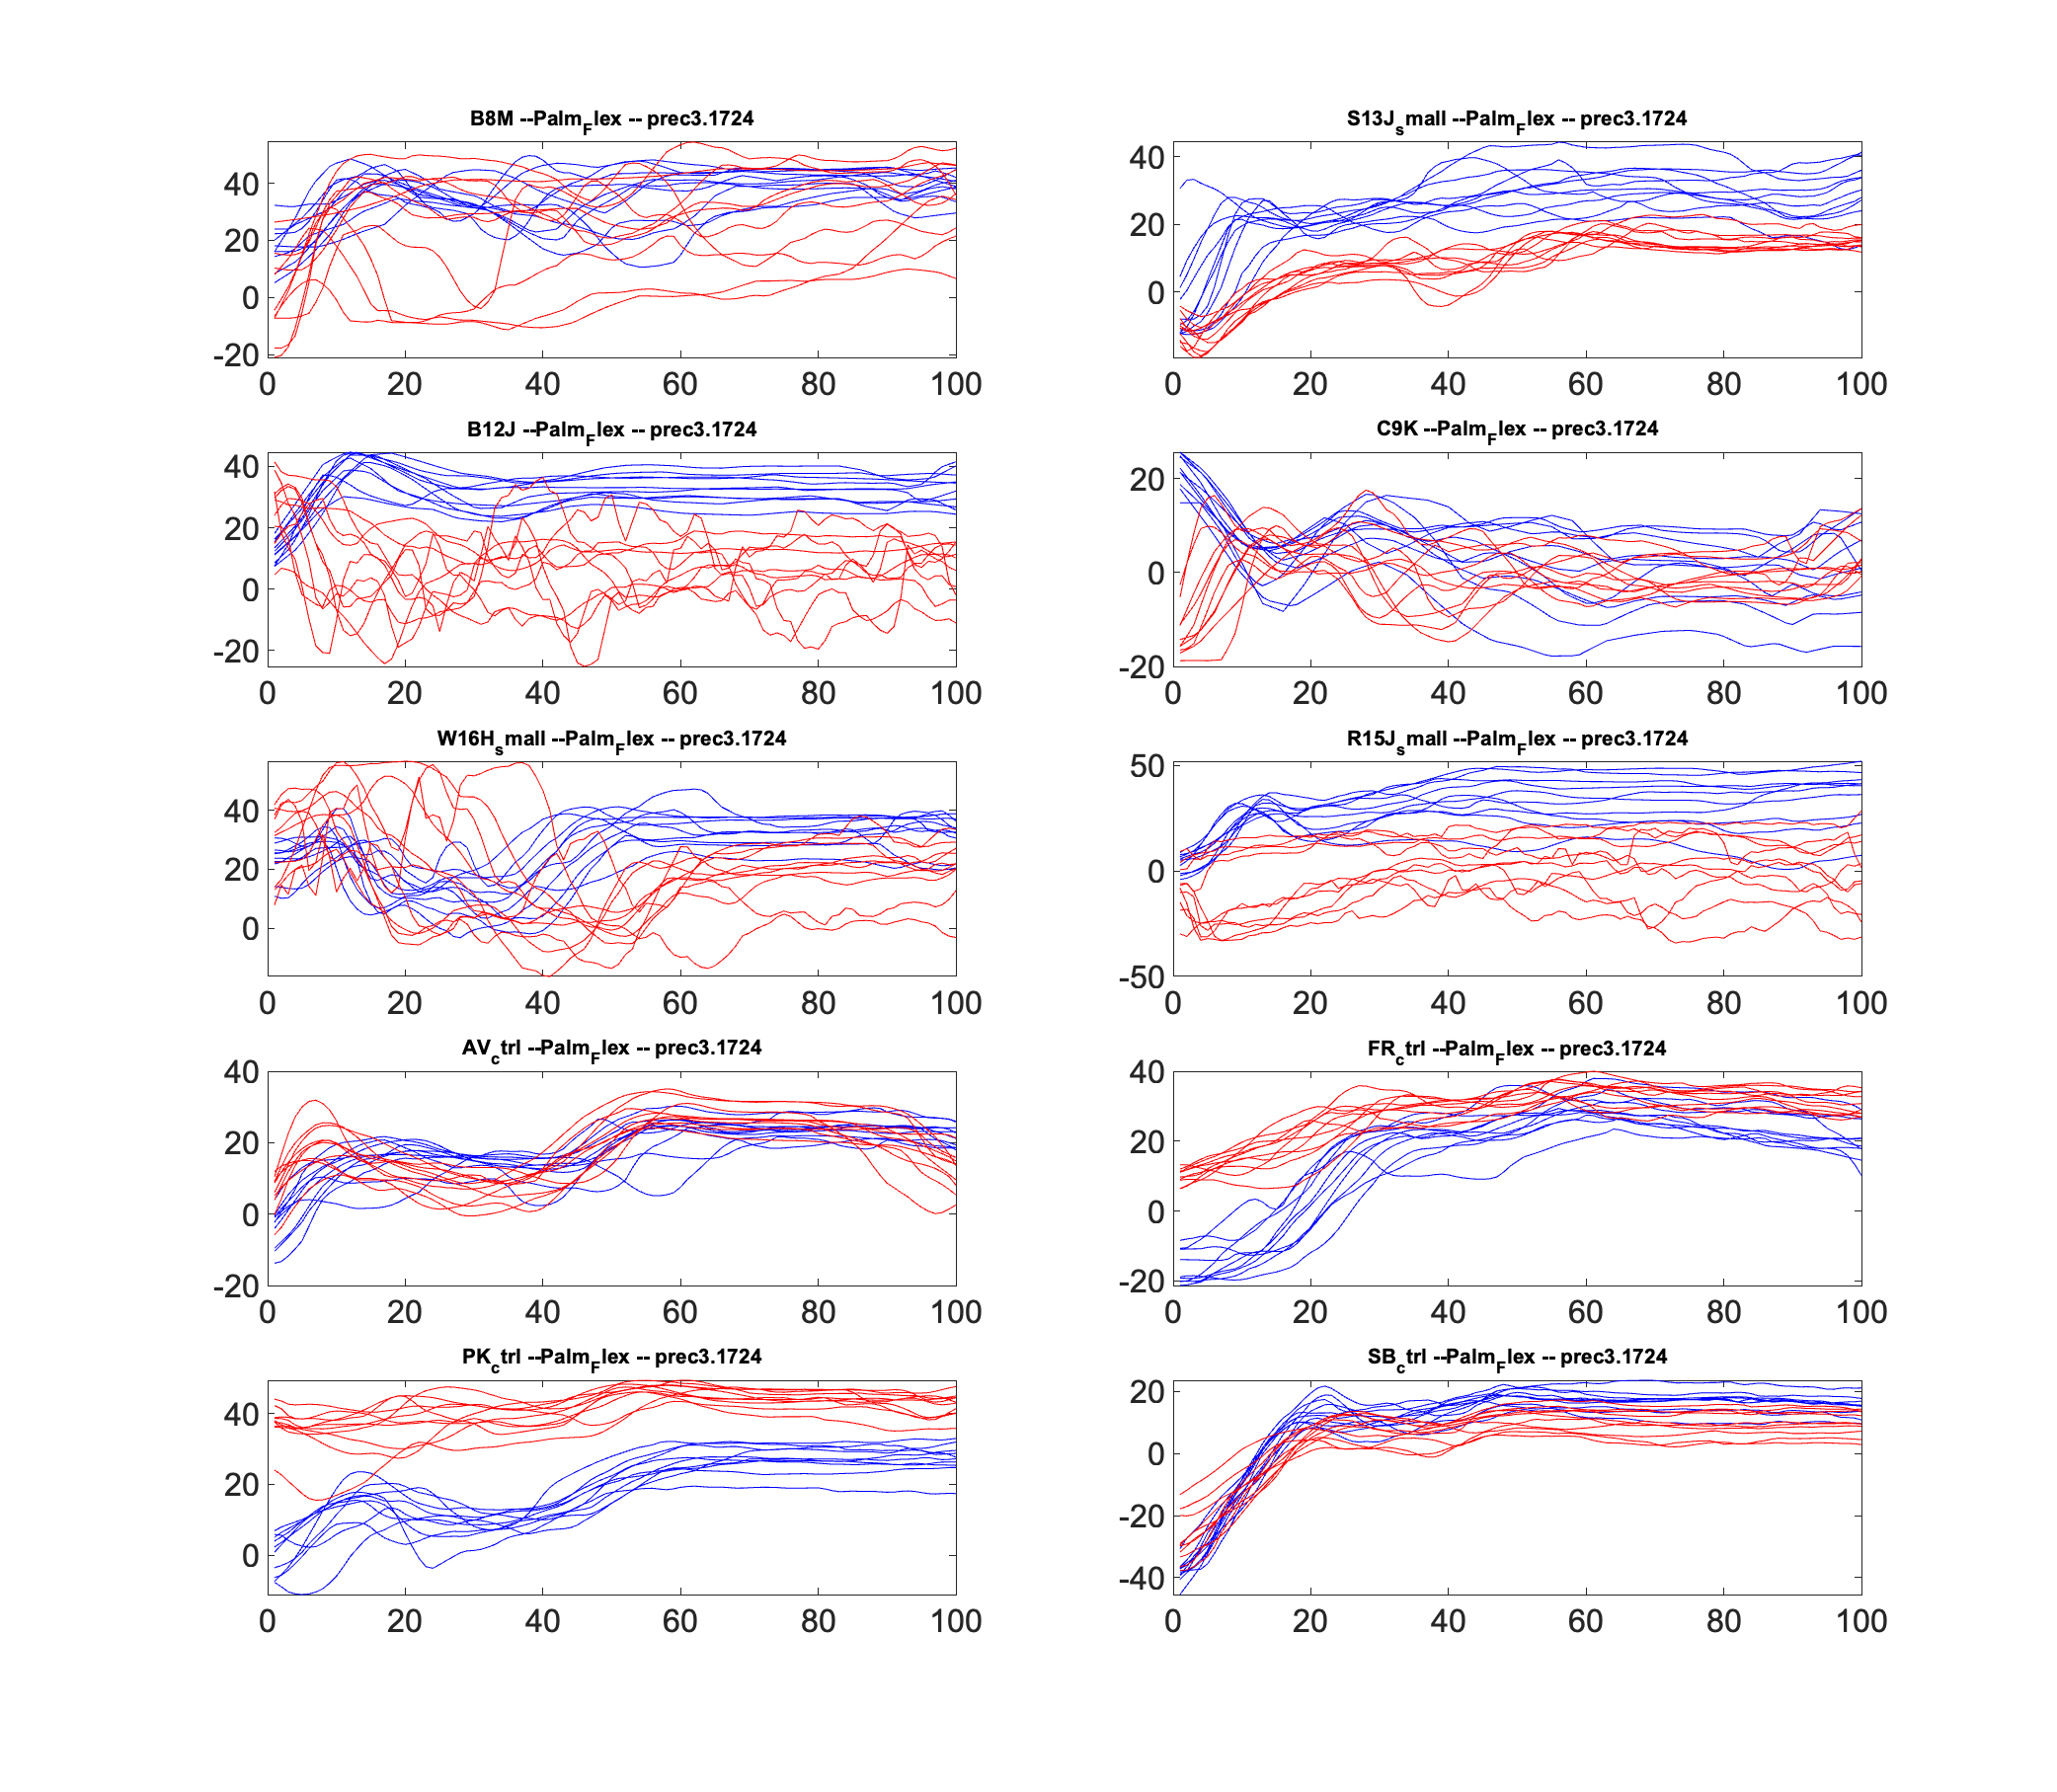 B8M --Palm_Flex -- prec3.1724
S13J_small --Palm_Flex -- prec3.1724
40
20
0
-20
0 20 40 60 80 100
40
20
0
0 20 40 60 80 100
B12J --Palm_Flex -- prec3.1724
C9K --Palm_Flex -- prec3.1724
40
20
0
-20
0 20 40 60 80 100
20
0
-20
0 20 40 60 80 100
W16H_small --Palm_Flex -- prec3.1724
R15J_small --Palm_Flex -- prec3.1724
40
20
0
0 20 40 60 80 100
50
0
-50
0 20 40 60 80 100
AV_ctrl --Palm_Flex -- prec3.1724
FR_ctrl --Palm_Flex -- prec3.1724
40
20
0
-20
0 20 40 60 80 100
40
20
0
-20
0 20 40 60 80 100
PK_ctrl --Palm_Flex -- prec3.1724
SB_ctrl --Palm_Flex -- prec3.1724
40
20
0
0 20 40 60 80 100
20
0
-20
-40
0 20 40 60 80 100